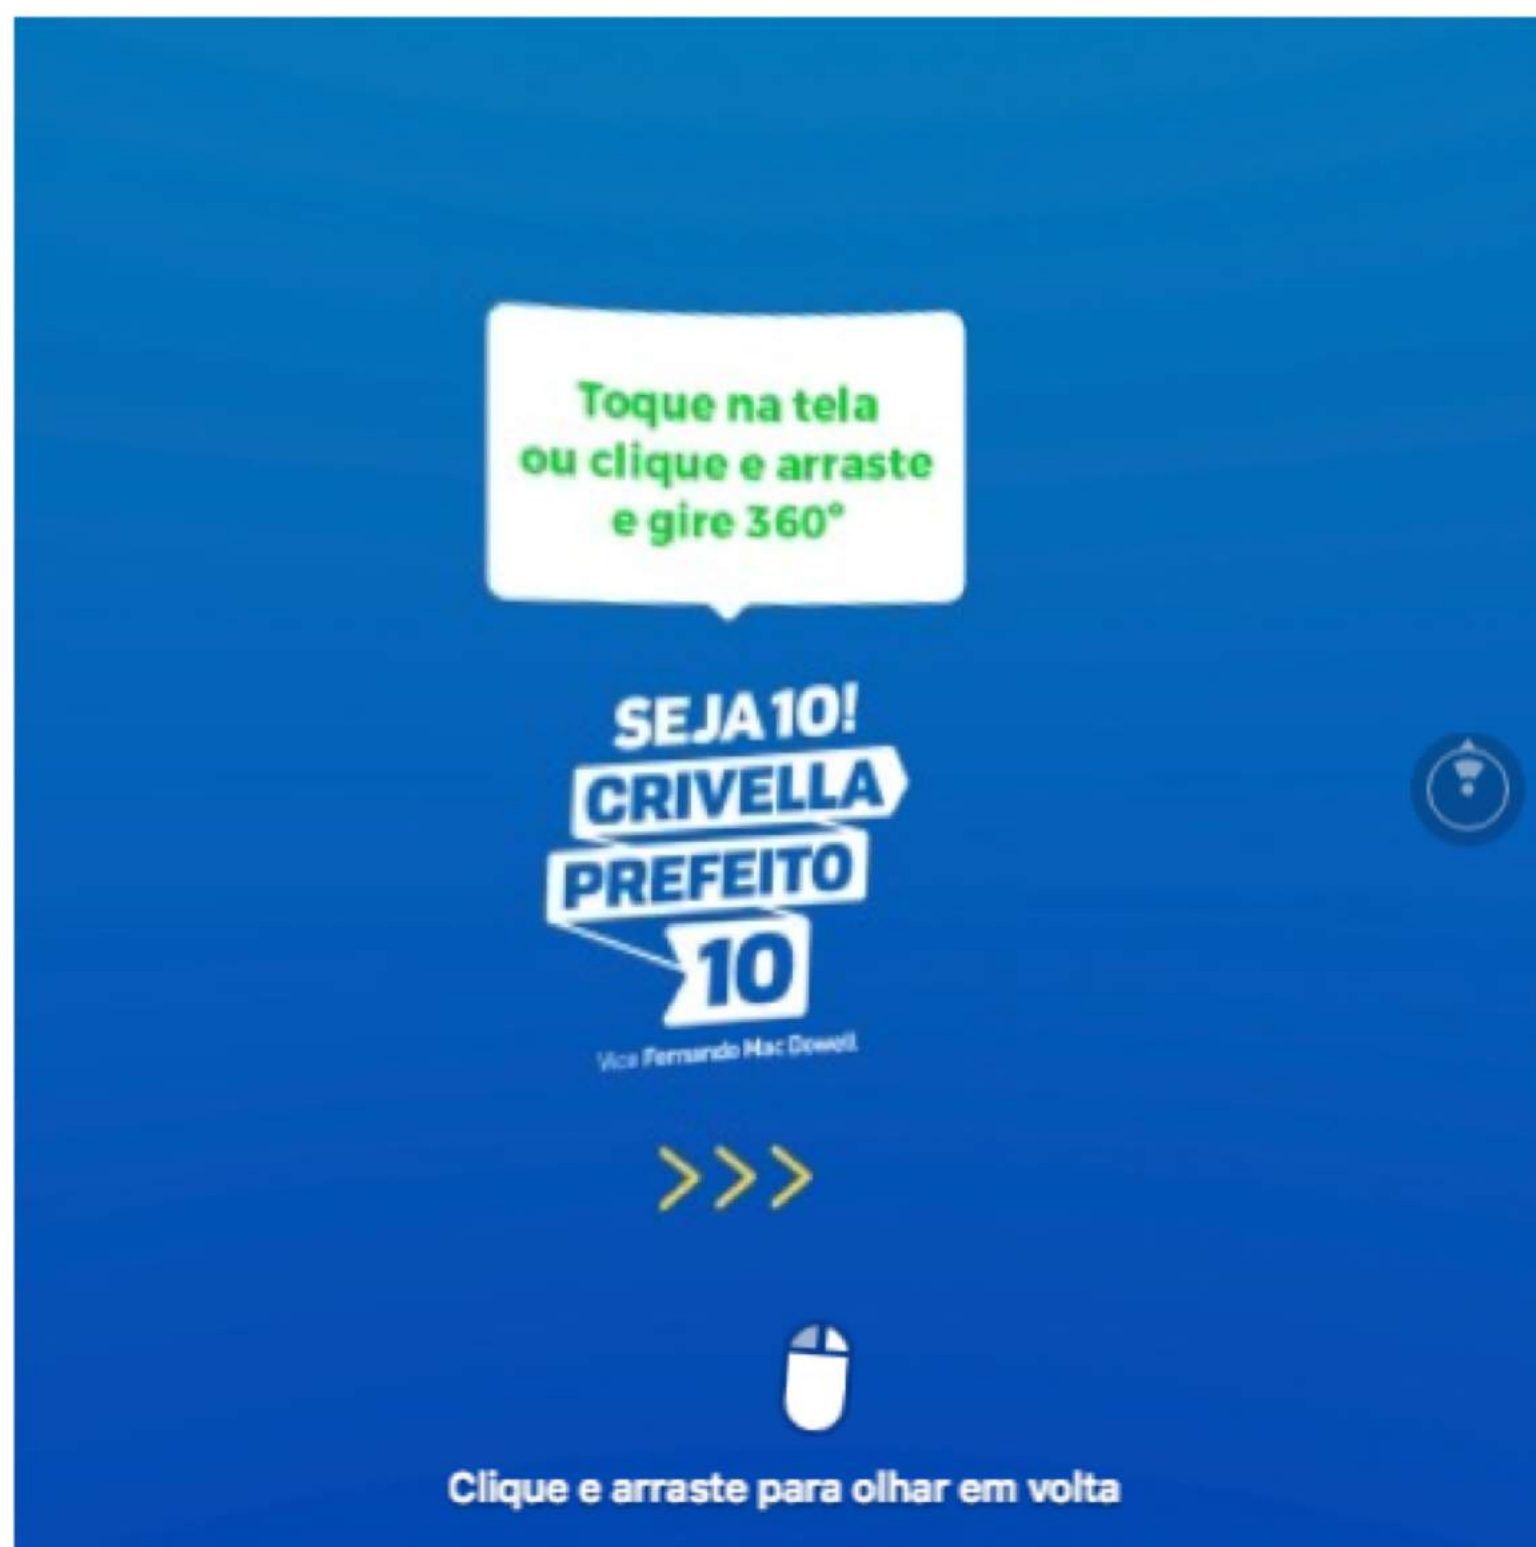 Toque na tela
ou clique e arraste
e gire 360°
SEJA 10!
CRIVELLA
PREFEITO
10
Vice Fernando Mac Dowell
Clique e arraste para olhar em volta